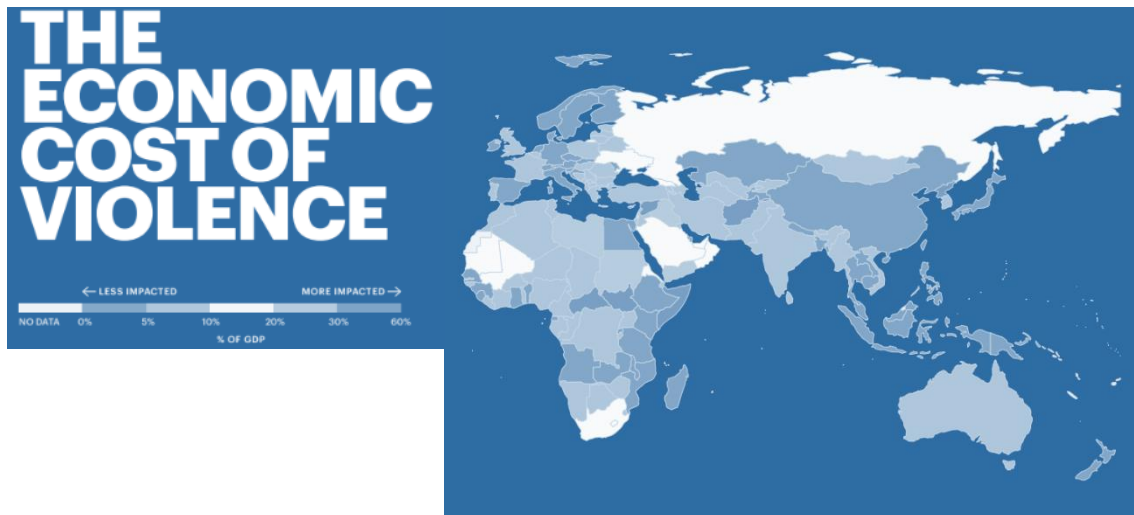 THE
ECONOMIC
COST OF
VIOLENCE
← LESS IMPACTED MORE IMPACTED →
NO DATA 0% 5% 10% 20% 30% 60%
% OF GDP